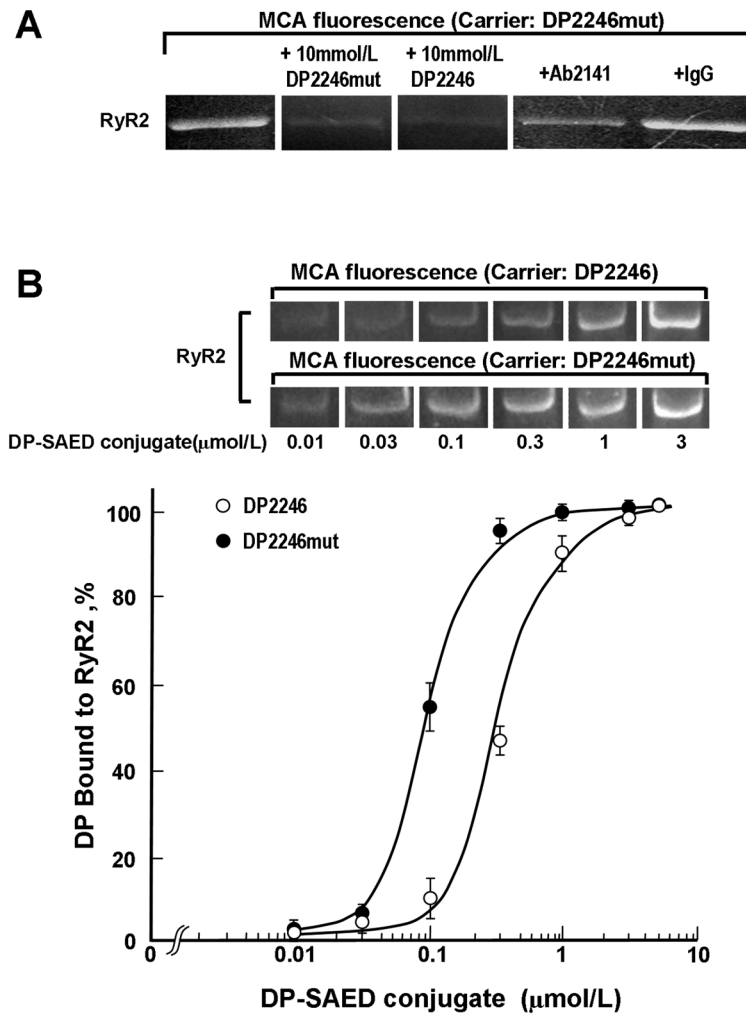 A
MCA fluorescence (Carrier: DP2246mut)
+ 10mmol/L DP2246mut
+ 10mmol/L DP2246
+Ab2141
+IgG
RyR2
B
MCA fluorescence (Carrier: DP2246)
RyR2
MCA fluorescence (Carrier: DP2246mut)
DP-SAED conjugate(μmol/L) 0.01 0.03 0.1 0.3 1 3
DP2246
DP2246mut
DP Bound to RyR2 ,%
100
80
60
40
20
0
0 0.01 0.1 1 10
DP-SAED conjugate (μmol/L)